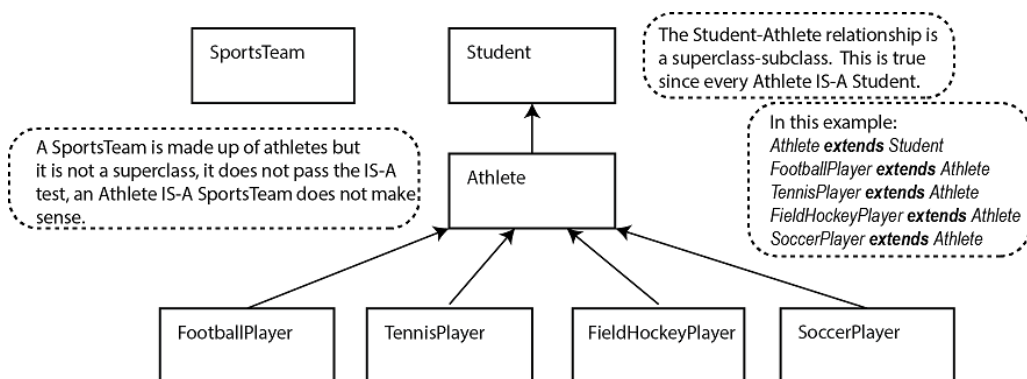 SportsTeam
Student
The Student-Athlete relationship is
a superclass-subclass.  This is true
since every Athlete IS-A Student.
A SportsTeam is made up of athletes but
it is not a superclass, it does not pass the IS-A
test, an Athlete IS-A SportsTeam does not make
sense.
Athlete
In this example:
Athlete extends Student
FootballPlayer extends Athlete
TennisPlayer extends Athlete
FieldHockeyPlayer extends Athlete
SoccerPlayer extends Athlete
FootballPlayer
TennisPlayer
FieldHockeyPlayer
SoccerPlayer